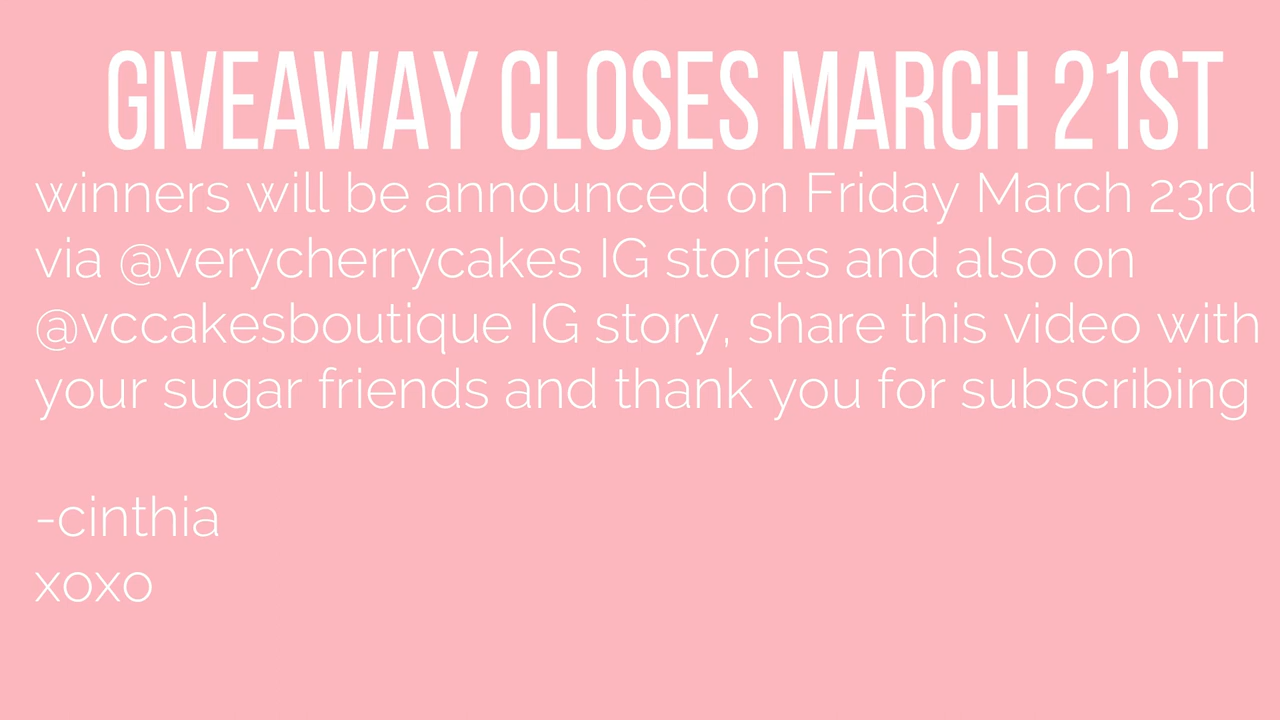 GIVEAWAY CLOSES MARCH 21ST
winners will be announced on Friday March 23rd
via @verycherrycakes IG stories and also on
@vccakesboutique IG story, share this video with
your sugar friends and thank you for subscribing
-cinthia
xoxo